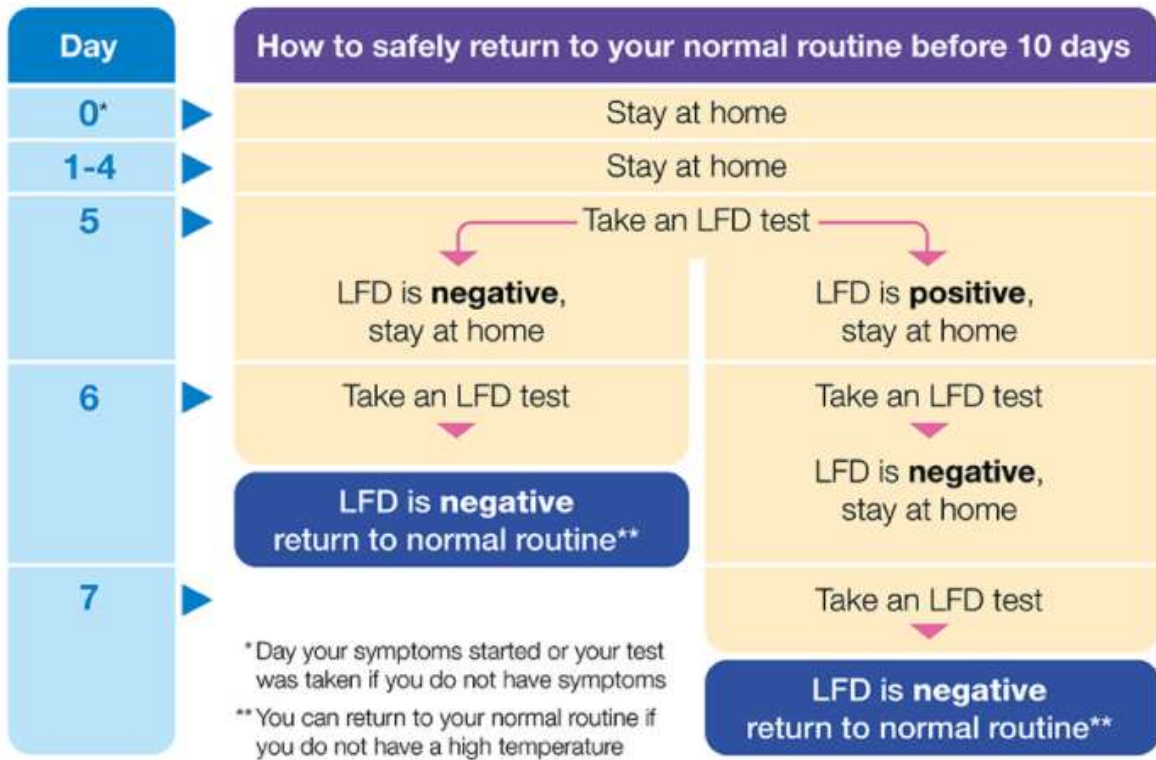 Day
How to safely return to your normal routine before 10 days
0*
Stay at home
1-4
Stay at home
5
Take an LFD test
LFD is negative,
stay at home
LFD is positive,
stay at home
6
Take an LFD test
Take an LFD test
LFD is negative
return to normal routine**
LFD is negative,
stay at home
7
Take an LFD test
LFD is negative
return to normal routine**
* Day your symptoms started or your test
was taken if you do not have symptoms
** You can return to your normal routine if
you do not have a high temperature